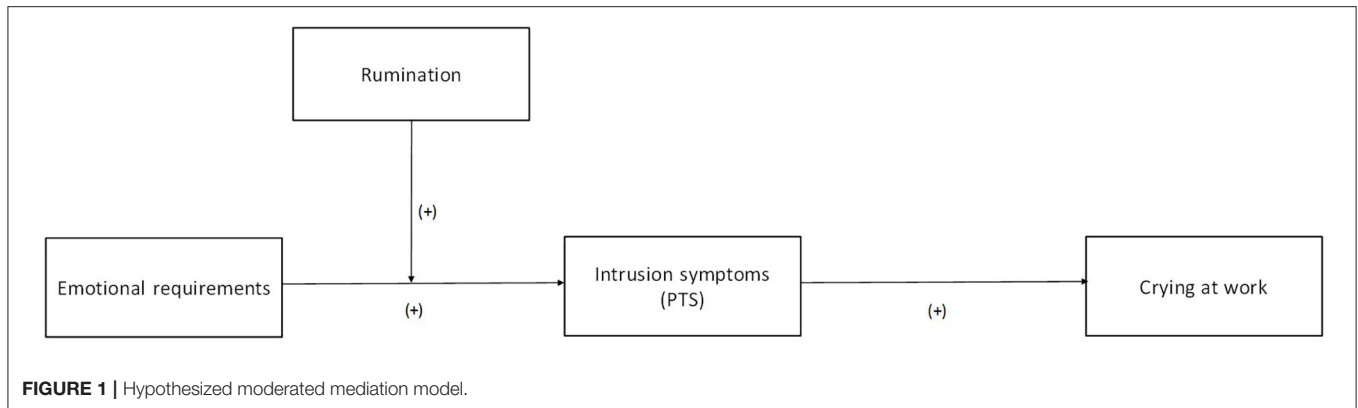 Rumination
(+)
Emotional requirements
(+)
Intrusion symptoms
(PTS)
(+)
Crying at work
FIGURE 1 | Hypothesized moderated mediation model.